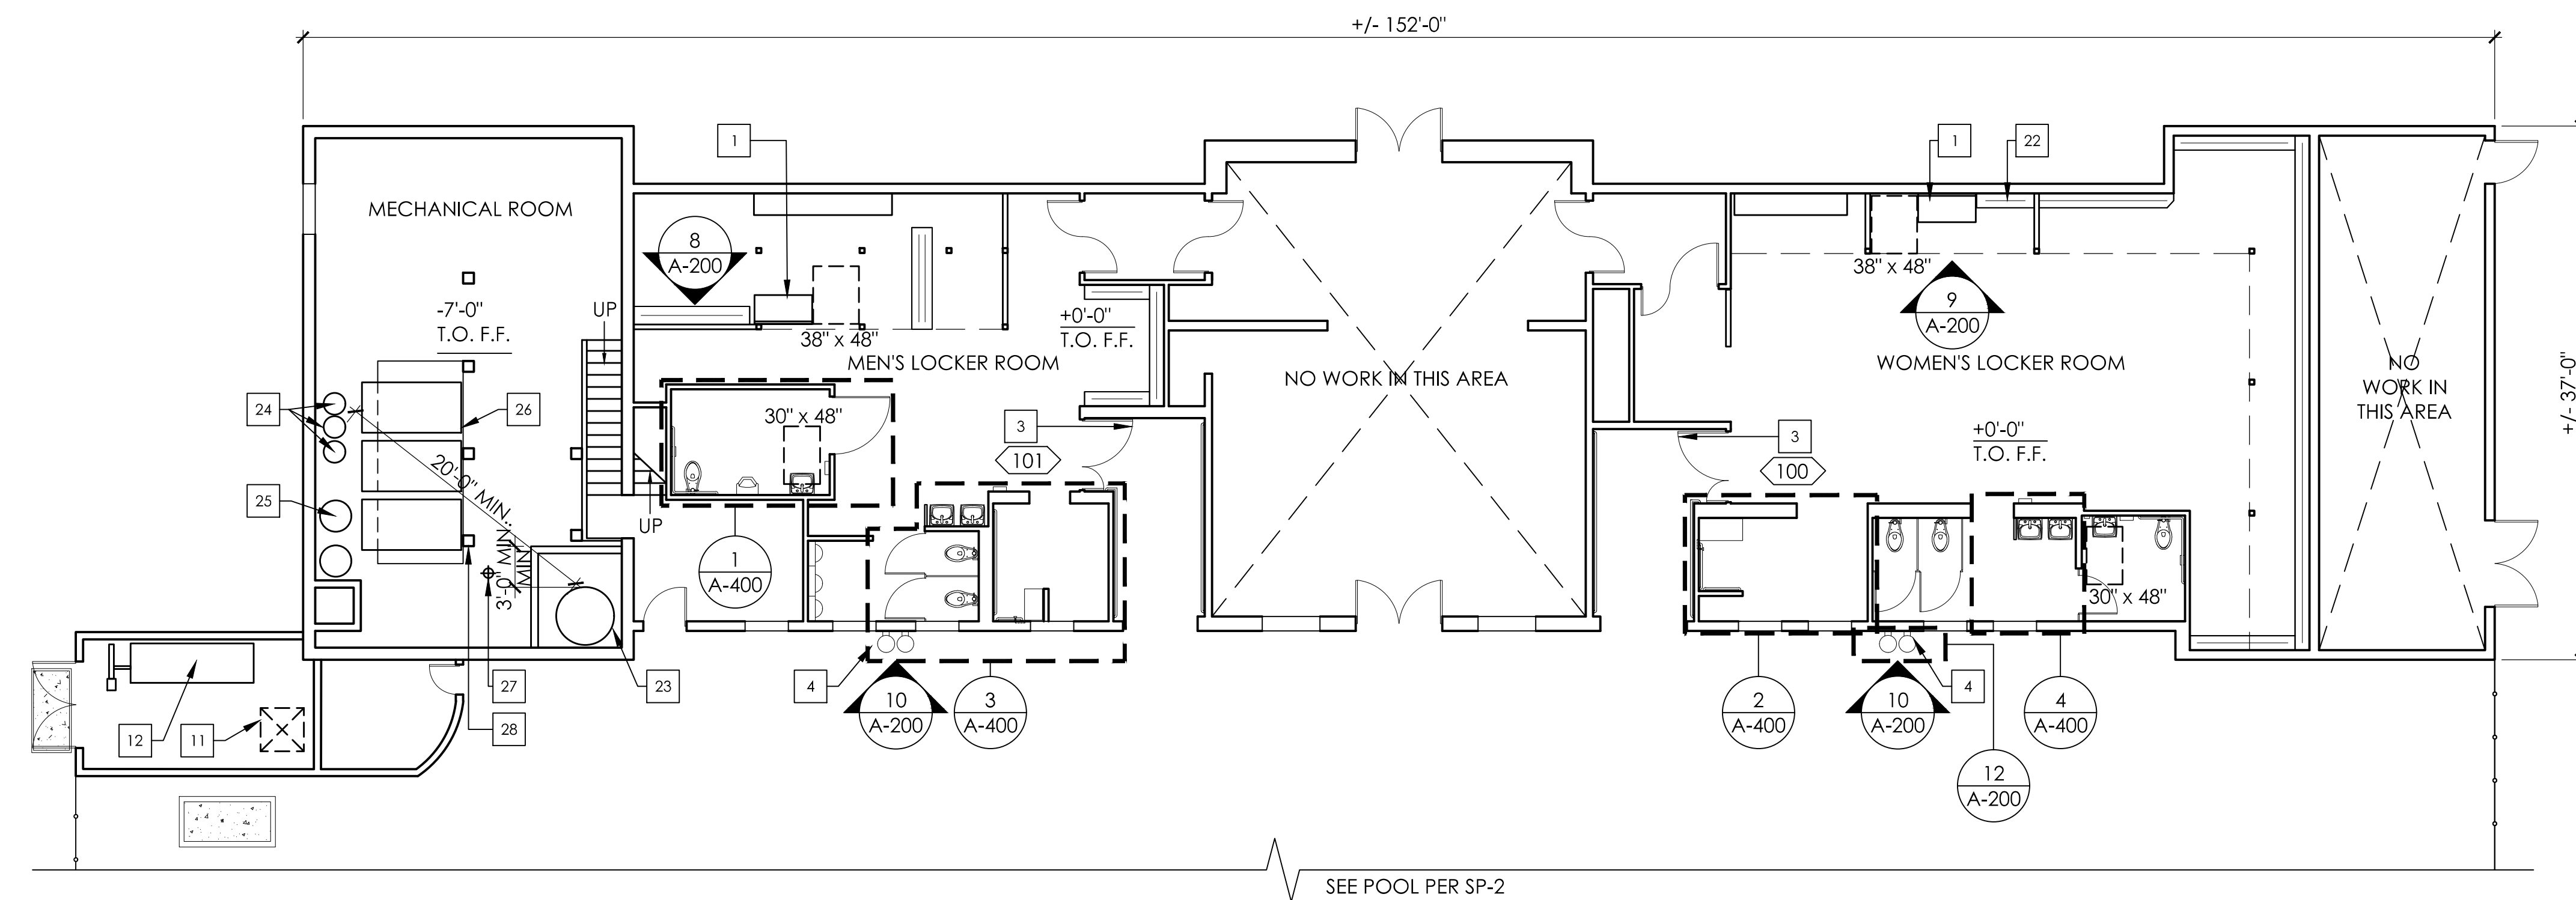 +/- 152'-0"
1
1
22
MECHANICAL ROOM
8
A-200
38" x 48"
9
A-200
-7'-0"
T.O. F.F.
UP
+0'-0"
T.O. F.F.
38" x 48"
MEN'S LOCKER ROOM
WOMEN'S LOCKER ROOM
NO WORK IN THIS AREA
NO
WORK IN
THIS AREA
+/- 37'-0"
24
26
30" x 48"
3
101
3
100
+0'-0"
T.O. F.F.
20'-0" MIN.
25
UP
3'-0" MIN.
MIN
1
A-400
30" x 48"
12
11
27
28
23
4
10
A-200
3
A-400
2
A-400
10
A-200
4
4
A-400
12
A-200
SEE POOL PER SP-2